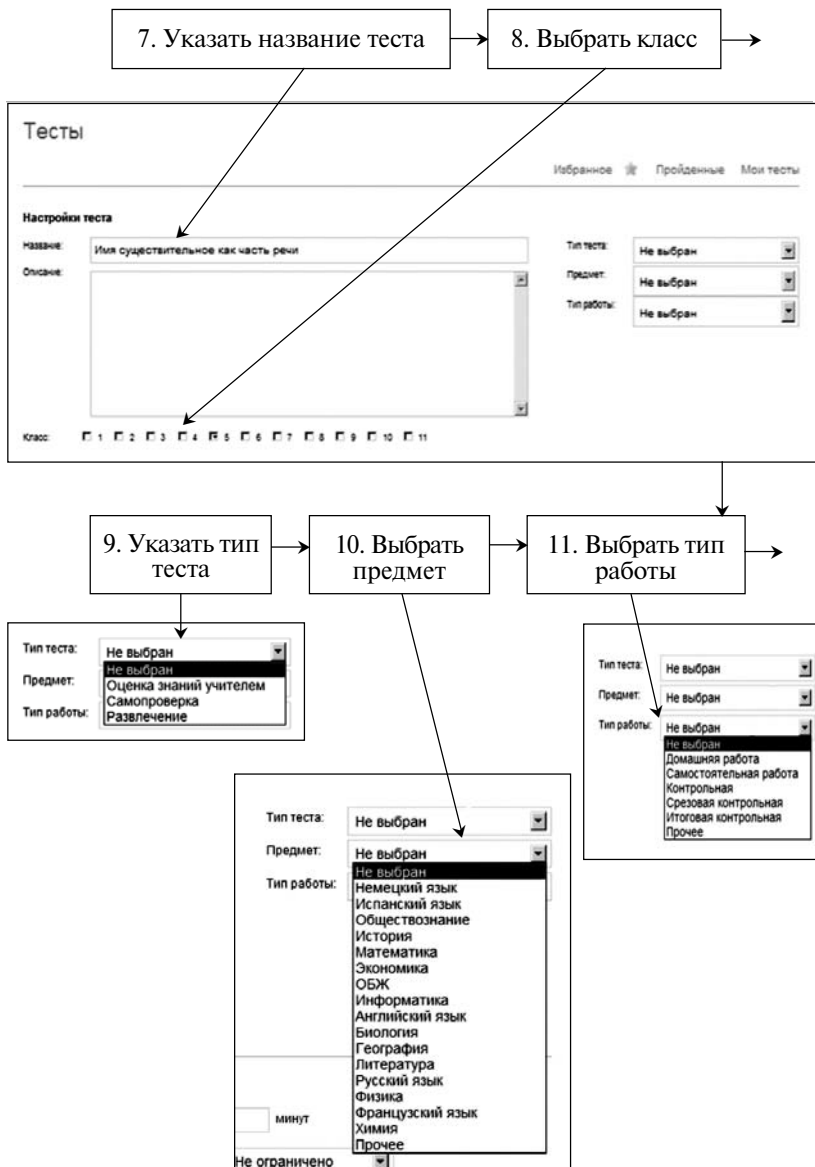 7. Указать название теста
8. Выбрать класс
Тесты
Избранное Пройденные Мои тесты
Настройки теста
Название: Имя существительное как часть речи
Тип теста: Не выбран
Описание:
Предмет: Не выбран
Тип работы: Не выбран
Класс: 1 2 3 4 5 6 7 8 9 10 11
9. Указать тип
теста
10. Выбрать
предмет
11. Выбрать тип
работы
Тип теста: Не выбран
Не выбран
Предмет: Оценка знаний учителем
Самопроверка
Тип работы: Развлечение
Тип теста: Не выбран
Предмет: Не выбран
Тип работы: Не выбран
Не выбран
Домашняя работа
Самостоятельная работа
Контрольная
Срезовая контрольная
Итоговая контрольная
Прочее
Тип теста: Не выбран
Предмет: Не выбран
Не выбран
Тип работы: Немецкий язык
Испанский язык
Обществознание
История
Математика
Экономика
ОБЖ
Информатика
Английский язык
Биология
География
Литература
Русский язык
Физика
минут Французский язык
Химия
Прочее
Не ограничено